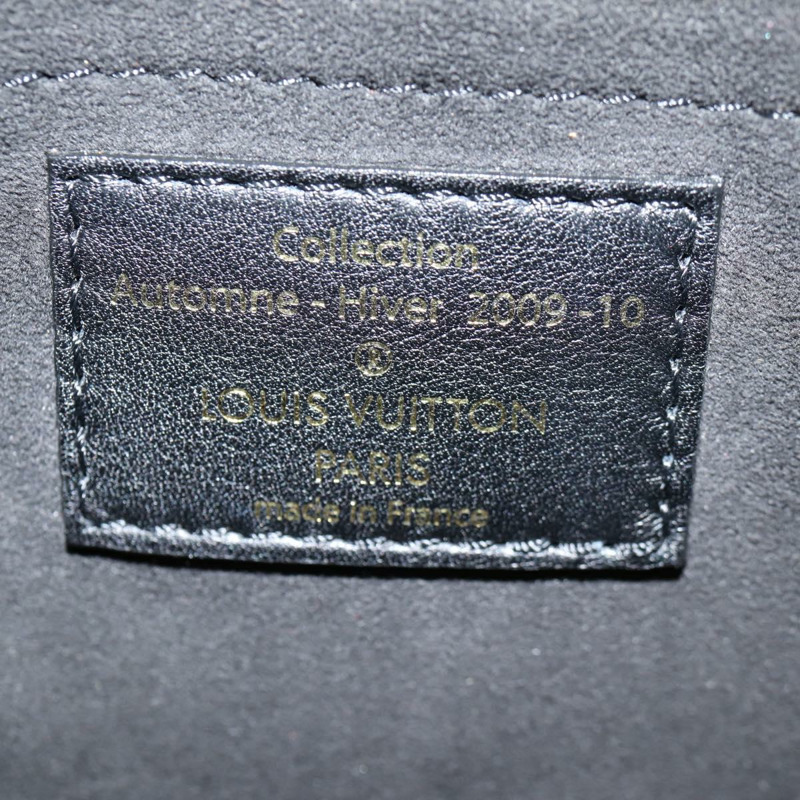 Collection
Automne - Hiver 2009 -10
®
LOUIS VUITTON
PARIS
made in France